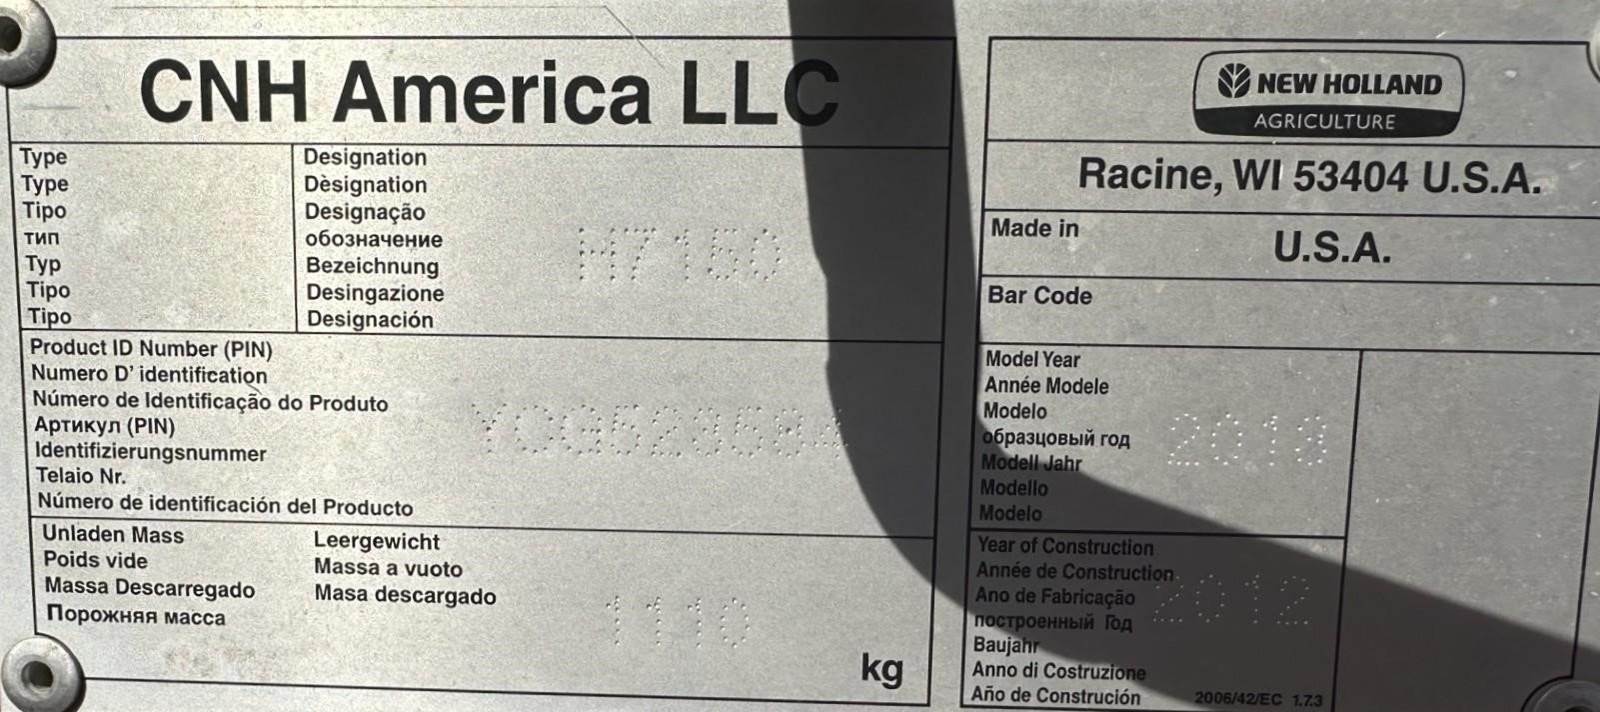 CNH America LLC
Type
Type
Tipo
тип
Typ
Tipo
Tipo
Designation
Dèsignation
Designação
обозначение
Bezeichnung
Desingazione
Designación
H7150
Product ID Number (PIN)
Numero D' identification
Número de Identificação do Produto
Артикул (PIN)
Identifizierungsnummer
Telaio Nr.
Número de identificación del Producto
Unladen Mass
Poids vide
Massa Descarregado
Порожняя масса
Leergewicht
Massa a vuoto
Masa descargado
1110
kg
NEW HOLLAND
AGRICULTURE
Racine, WI 53404 U.S.A.
Made in
U.S.A.
Bar Code
Model Year
Année Modele
Modelo
образцовый год
Modell Jahr
Modello
Modelo
2013
Year of Construction
Année de Construction
Ano de Fabricação
построенный Год
Baujahr
Anno di Costruzione
Año de Construción
2012
2006/42/EC 1.7.3